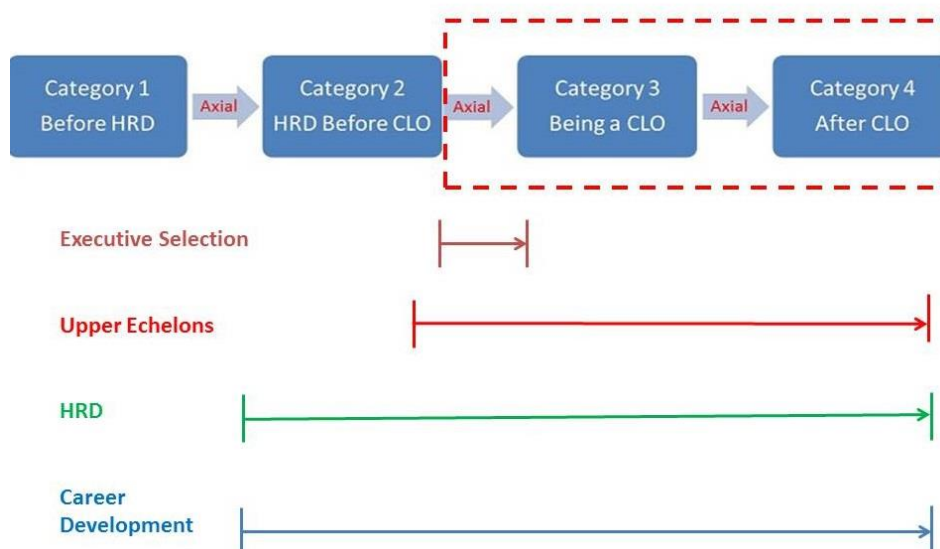 Category 1
Before HRD
Axial
Category 2
HRD Before CLO
Axial
Category 3
Being a CLO
Axial
Category 4
After CLO
Executive Selection
Upper Echelons
HRD
Career
Development